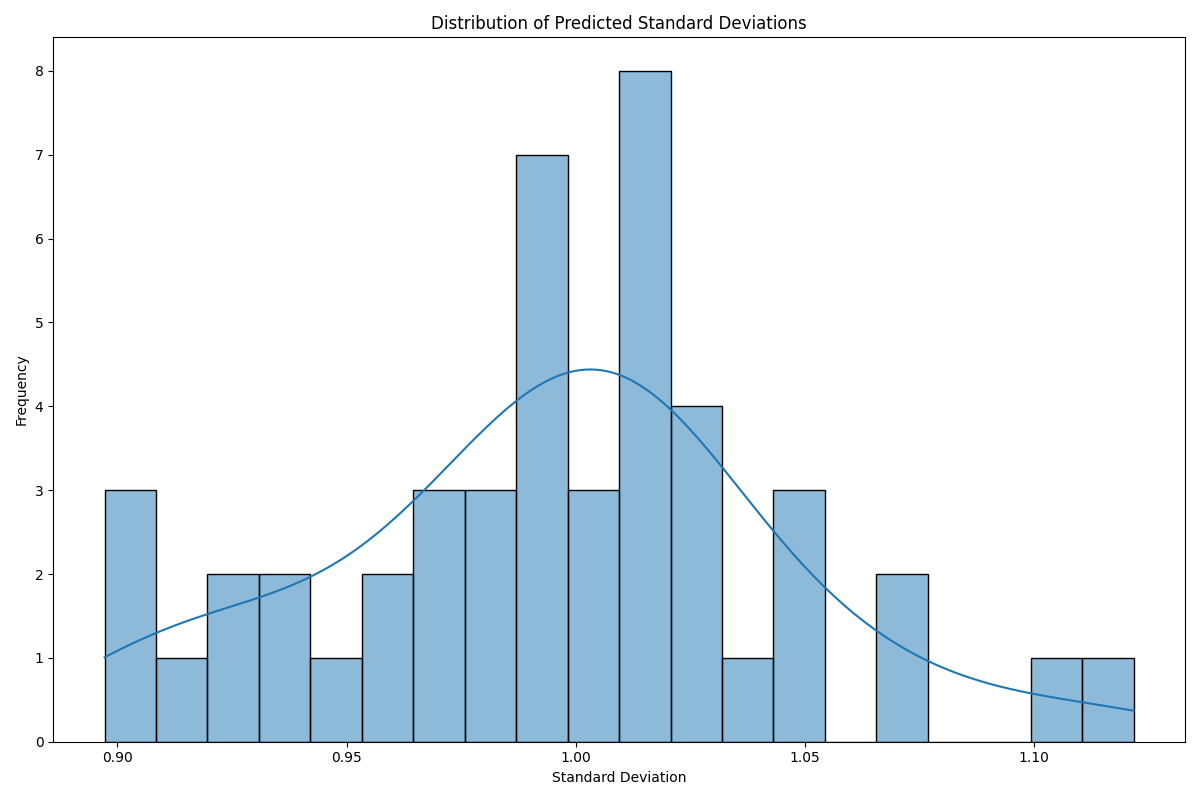 Distribution of Predicted Standard Deviations
Frequency
8
7
6
5
4
3
2
1
0
0.90 0.95 1.00 1.05 1.10
Standard Deviation